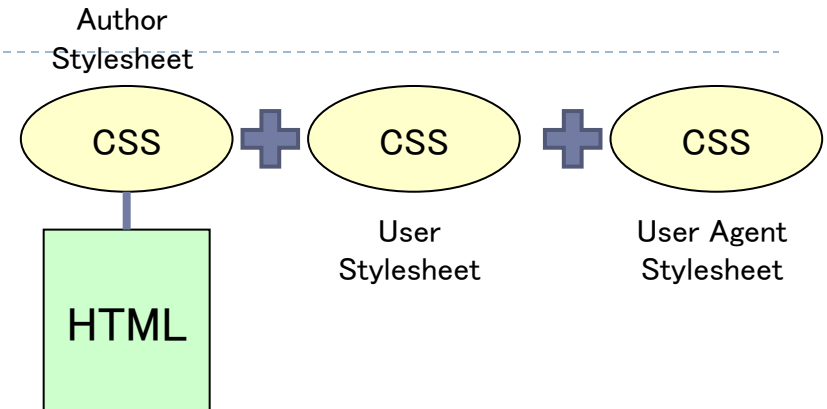 Author
Stylesheet
CSS
CSS
CSS
User
Stylesheet
User Agent
Stylesheet
HTML